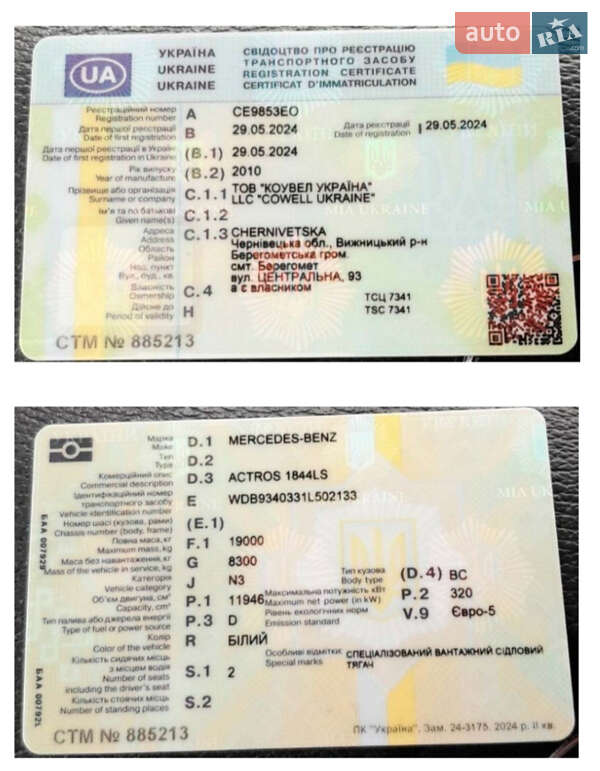 auto RIA .com
УКРАЇНА
UKRAINE
UKRAINE
СВІДОЦТВО ПРО РЕЄСТРАЦІЮ
ТРАНСПОРТНОГО ЗАСОБУ
REGISTRATION CERTIFICATE
CERTIFICAT D'IMMATRICULATION
UA
Реєстраційний номер
Registration number A CE9853EO
Дата першої реєстрації
Date of first registration B 29.05.2024 Дата реєстрації
Date of registration I 29.05.2024
Дата першої реєстрації в Україні
Date of first registration in Ukraine (B.1) 29.05.2024
Рік випуску
Year of manufacture (B.2) 2010
Прізвище або організація
Surname or company C.1.1 ТОВ "КОУВЕЛ УКРАЇНА"
LLC "COWELL UKRAINE"
Ім'я та по батькові
Given name(s) C.1.2
MIA UKRAINE
Адреса
Address C.1.3 CHERNIVETSKA
Область Чернівецька обл., Вижницький р-н
Район Берегометська гром.
Нас. пункт смт. Берегомет
Вул., буд., кв. вул. ЦЕНТРАЛЬНА, 93
Власність
Ownership C.4 а є власником
ТСЦ 7341
TSC 7341
Дійсне до
Period of validity H
СТМ № 885213
Марка
Make D.1 MERCEDES-BENZ
Тип
Type D.2
Комерційний опис
Commercial description D.3 ACTROS 1844LS
Ідентифікаційний номер
транспортного засобу
Vehicle identification number E WDB9340331L502133
Номер шасі (кузова, рами)
Chassis number (body, frame) (E.1)
Повна маса, кг
Maximum mass, kg F.1 19000
Маса без навантаження, кг
Mass of the vehicle in service, kg G 8300
Категорія
Vehicle category J N3
Тип кузова
Body type (D.4) BC
Об'єм двигуна, см³
Capacity, cm³ P.1 11946
Максимальна потужність кВт
Maximum net power (in kW) P.2 320
Тип палива або джерела енергії
Type of fuel or power source P.3 D
Рівень екологічних норм
Emission standard V.9 Євро-5
Колір
Color of the vehicle R БІЛИЙ
Особливі відмітки
Special marks СПЕЦІАЛІЗОВАНИЙ ВАНТАЖНИЙ СІДЛОВИЙ
ТЯГАЧ
Кількість сидячих місць
з місцем водія
Number of seats
including the driver's seat S.1 2
Кількість стоячих місць
Number of standing places S.2
СТМ № 885213
ПК "Україна". Зам. 24-3175. 2024 р. ІІ кв.